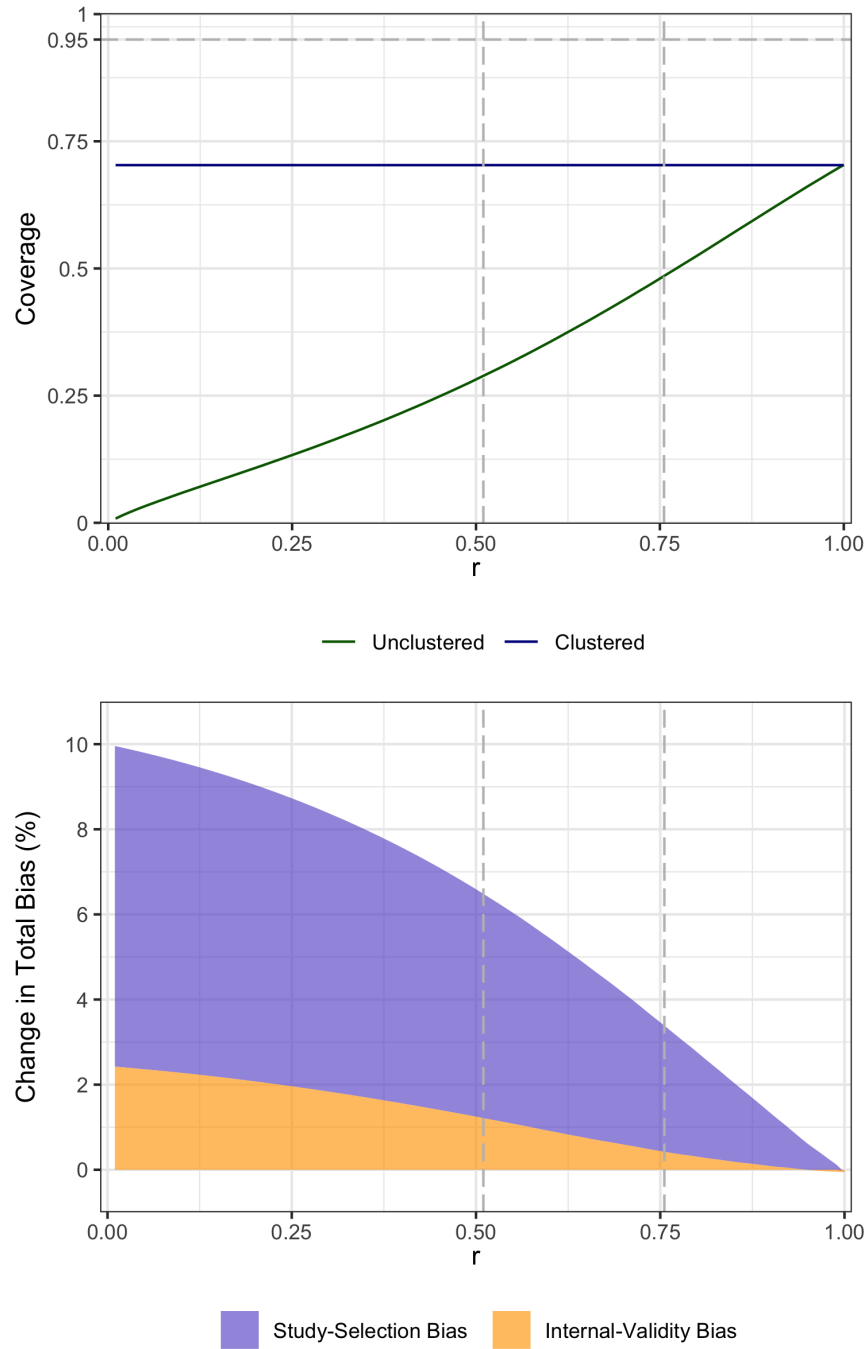 1
0.95
0.75
0.5
0.25
0
Coverage
0.00 0.25 0.50 0.75 1.00
r
Unclustered Clustered
10
8
6
4
2
0
Change in Total Bias (%)
0.00 0.25 0.50 0.75 1.00
r
Study-Selection Bias Internal-Validity Bias